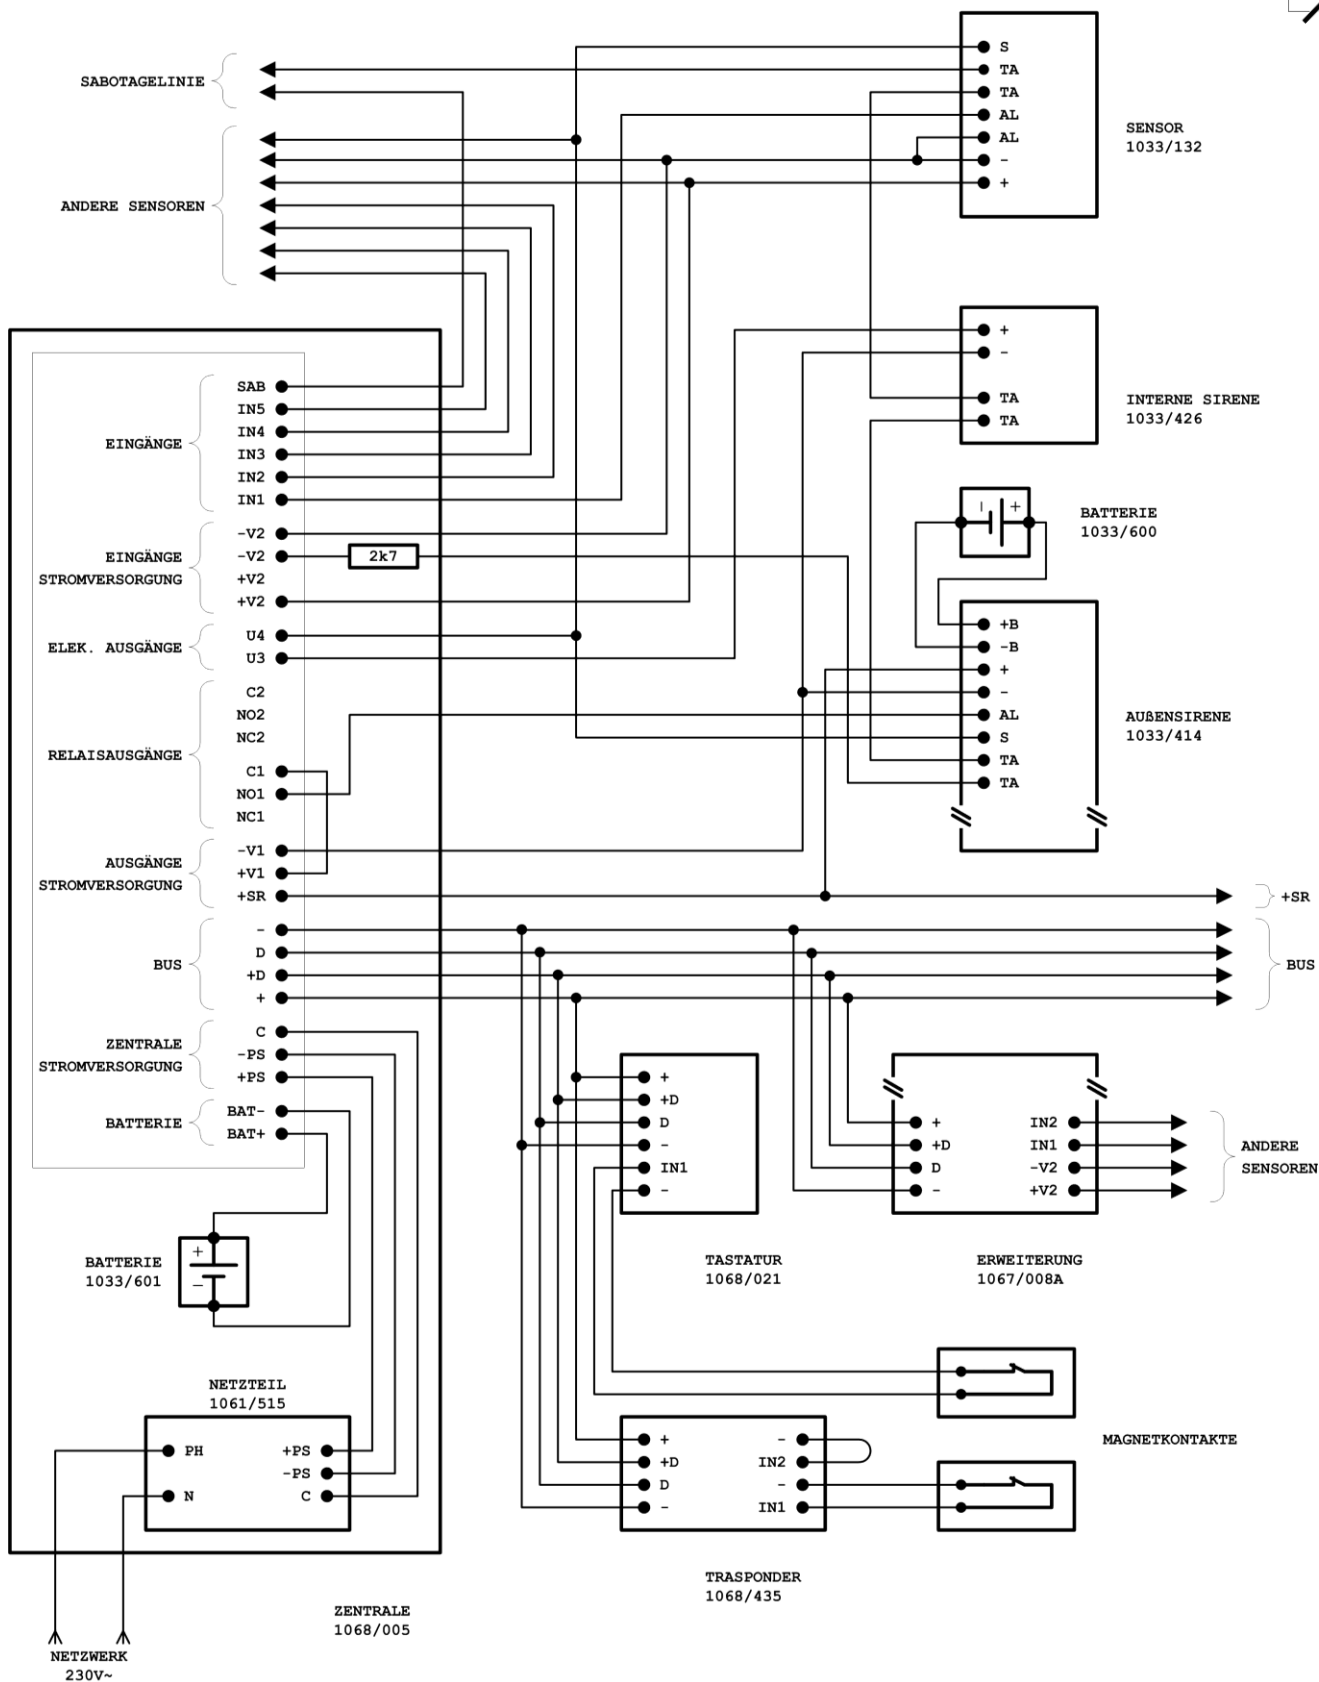 SABOTAGELINIE
ANDERE SENSOREN
S
TA
TA
AL
AL
-
+
SENSOR
1033/132
+
-
TA
TA
INTERNE SIRENE
1033/426
- +
BATTERIE
1033/600
+B
-B
+
-
AL
S
TA
TA
AUßENSIRENE
1033/414
EINGÄNGE
SAB
IN5
IN4
IN3
IN2
IN1
EINGÄNGE
STROMVERSORGUNG
-V2
-V2
+V2
+V2
2k7
ELEK. AUSGÄNGE
U4
U3
RELAISAUSGÄNGE
C2
NO2
NC2
C1
NO1
NC1
AUSGÄNGE
STROMVERSORGUNG
-V1
+V1
+SR
+SR
BUS
-
D
+D
+
BUS
ZENTRALE
STROMVERSORGUNG
C
-PS
+PS
BATTERIE
BAT-
BAT+
+
+D
D
-
IN1
-
TASTATUR
1068/021
+
+D
D
-
IN2
IN1
-V2
+V2
ANDERE
SENSOREN
ERWEITERUNG
1067/008A
BATTERIE
1033/601
+
-
NETZTEIL
1061/515
PH
N
+PS
-PS
C
+
+D
D
-
-
IN2
-
IN1
MAGNETKONTAKTE
TRASPONDER
1068/435
ZENTRALE
1068/005
NETZWERK
230V~